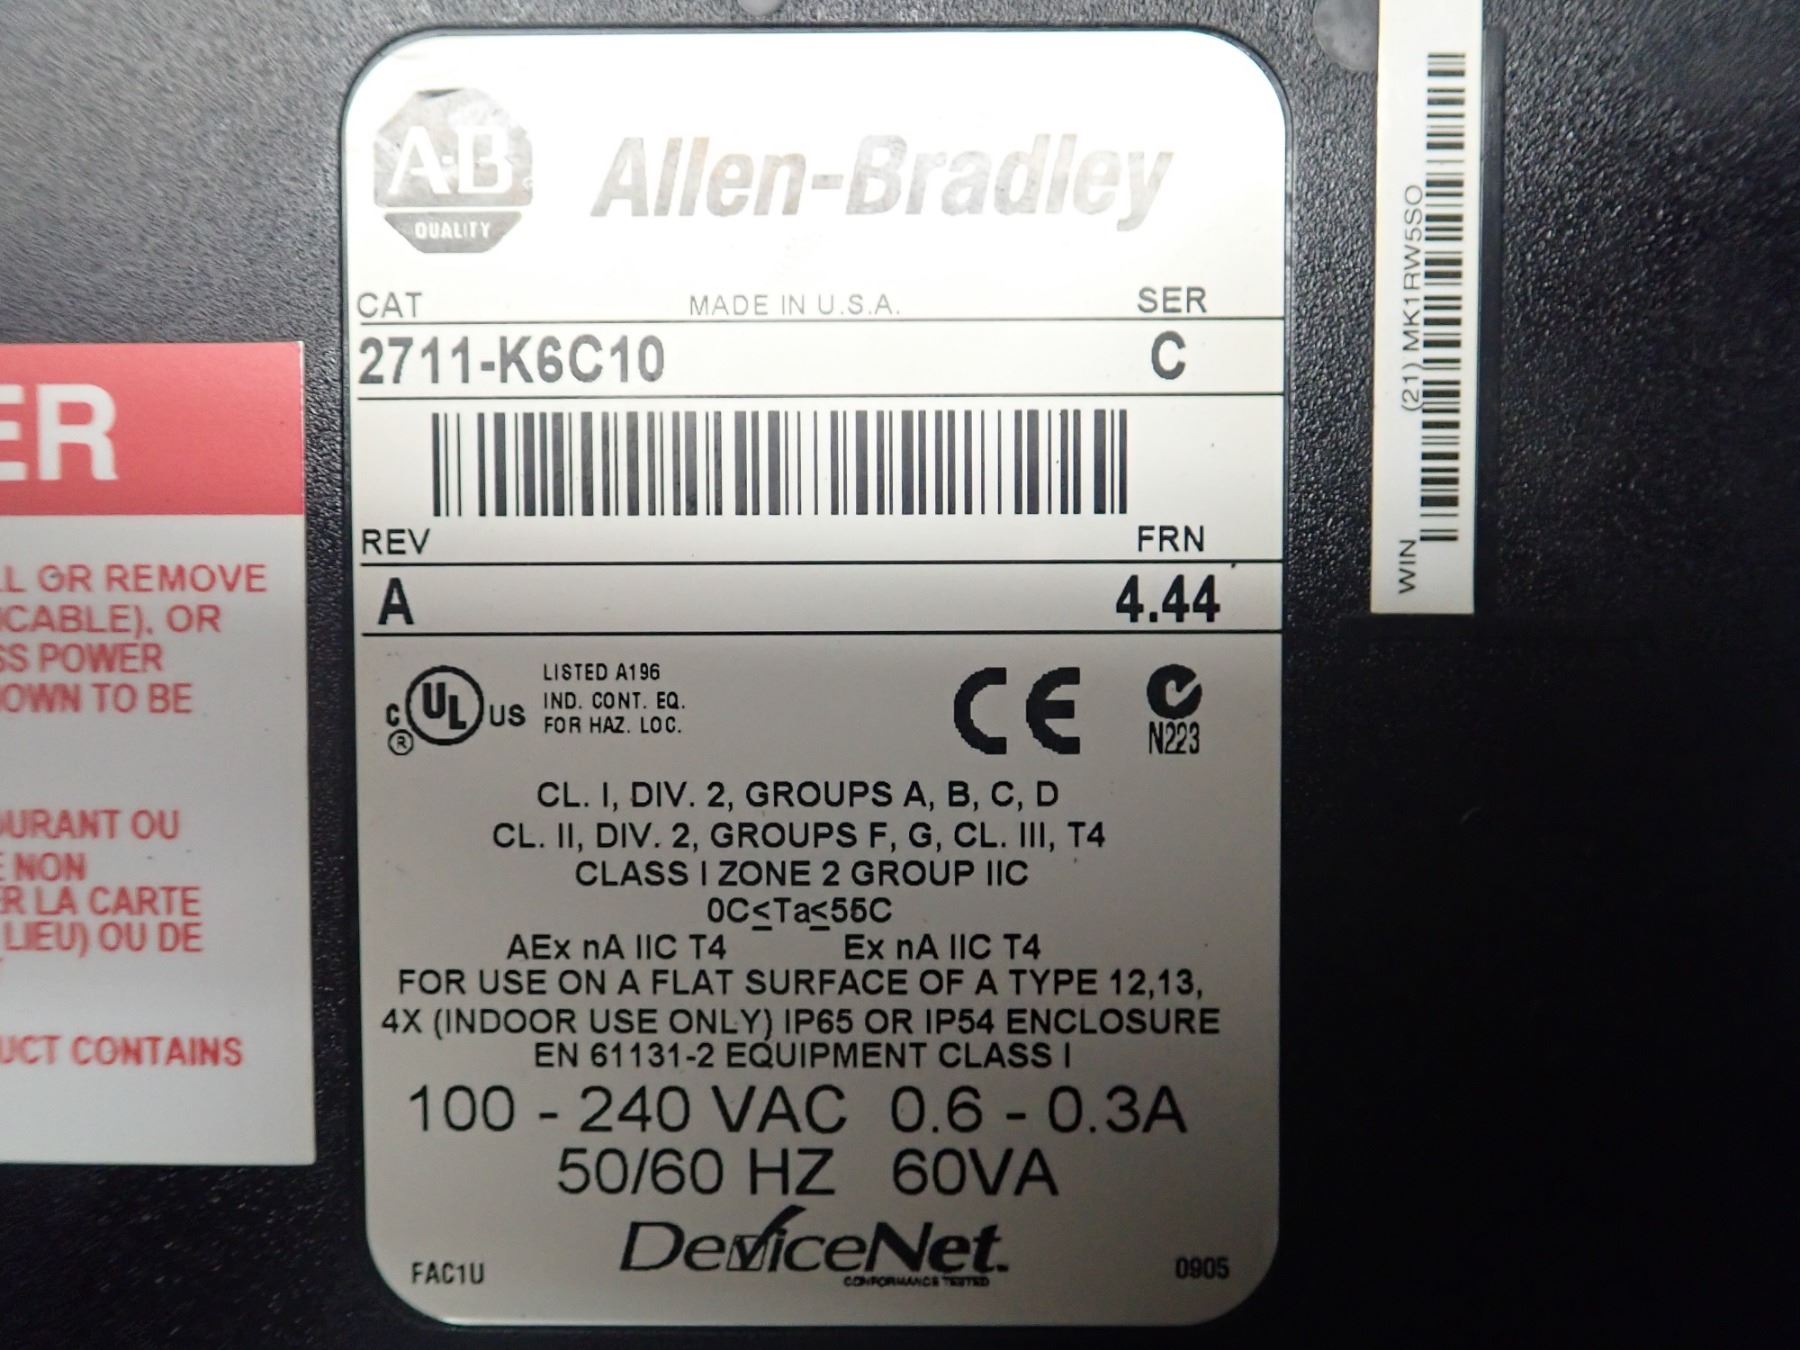 A-B
QUALITY
Allen-Bradley
CAT MADE IN U.S.A. SER
2711-K6C10 C
REV FRN
A 4.44
C UL US ®
LISTED A196
IND. CONT. EQ.
FOR HAZ. LOC.
CE
N223
CL. I, DIV. 2, GROUPS A, B, C, D
CL. II, DIV. 2, GROUPS F, G, CL. III, T4
CLASS I ZONE 2 GROUP IIC
0C≤Ta≤55C
AEx nA IIC T4 Ex nA IIC T4
FOR USE ON A FLAT SURFACE OF A TYPE 12,13,
4X (INDOOR USE ONLY) IP65 OR IP54 ENCLOSURE
EN 61131-2 EQUIPMENT CLASS I
100 - 240 VAC 0.6 - 0.3A
50/60 HZ 60VA
DeviceNet.
CONFORMANCE TESTED
FAC1U 0905
WIN (21) MK1RW5SO
ER
LL OR REMOVE
ICABLE), OR
SS POWER
OWN TO BE
OURANT OU
E NON
ER LA CARTE
LIEU) OU DE
UCT CONTAINS